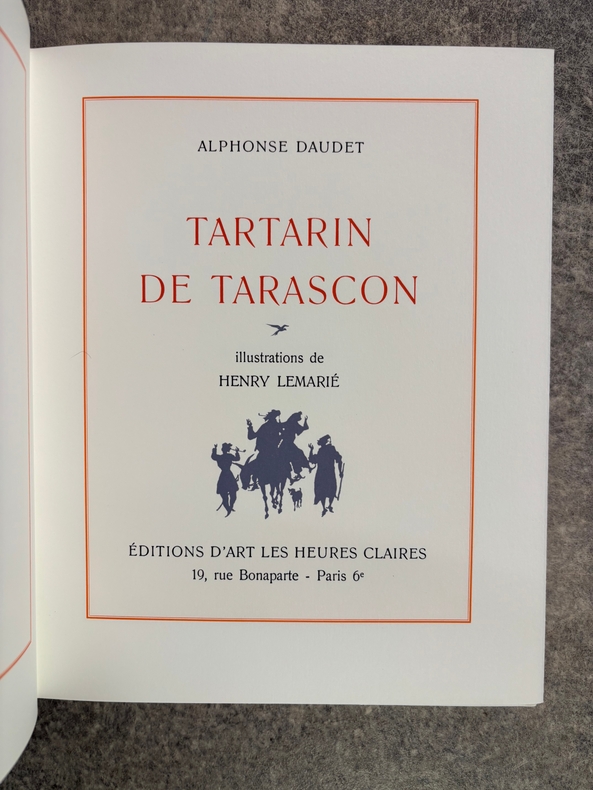 ALPHONSE DAUDET
TARTARIN
DE TARASCON
illustrations de
HENRY LEMARIÉ
ÉDITIONS D'ART LES HEURES CLAIRES
19, rue Bonaparte - Paris 6e